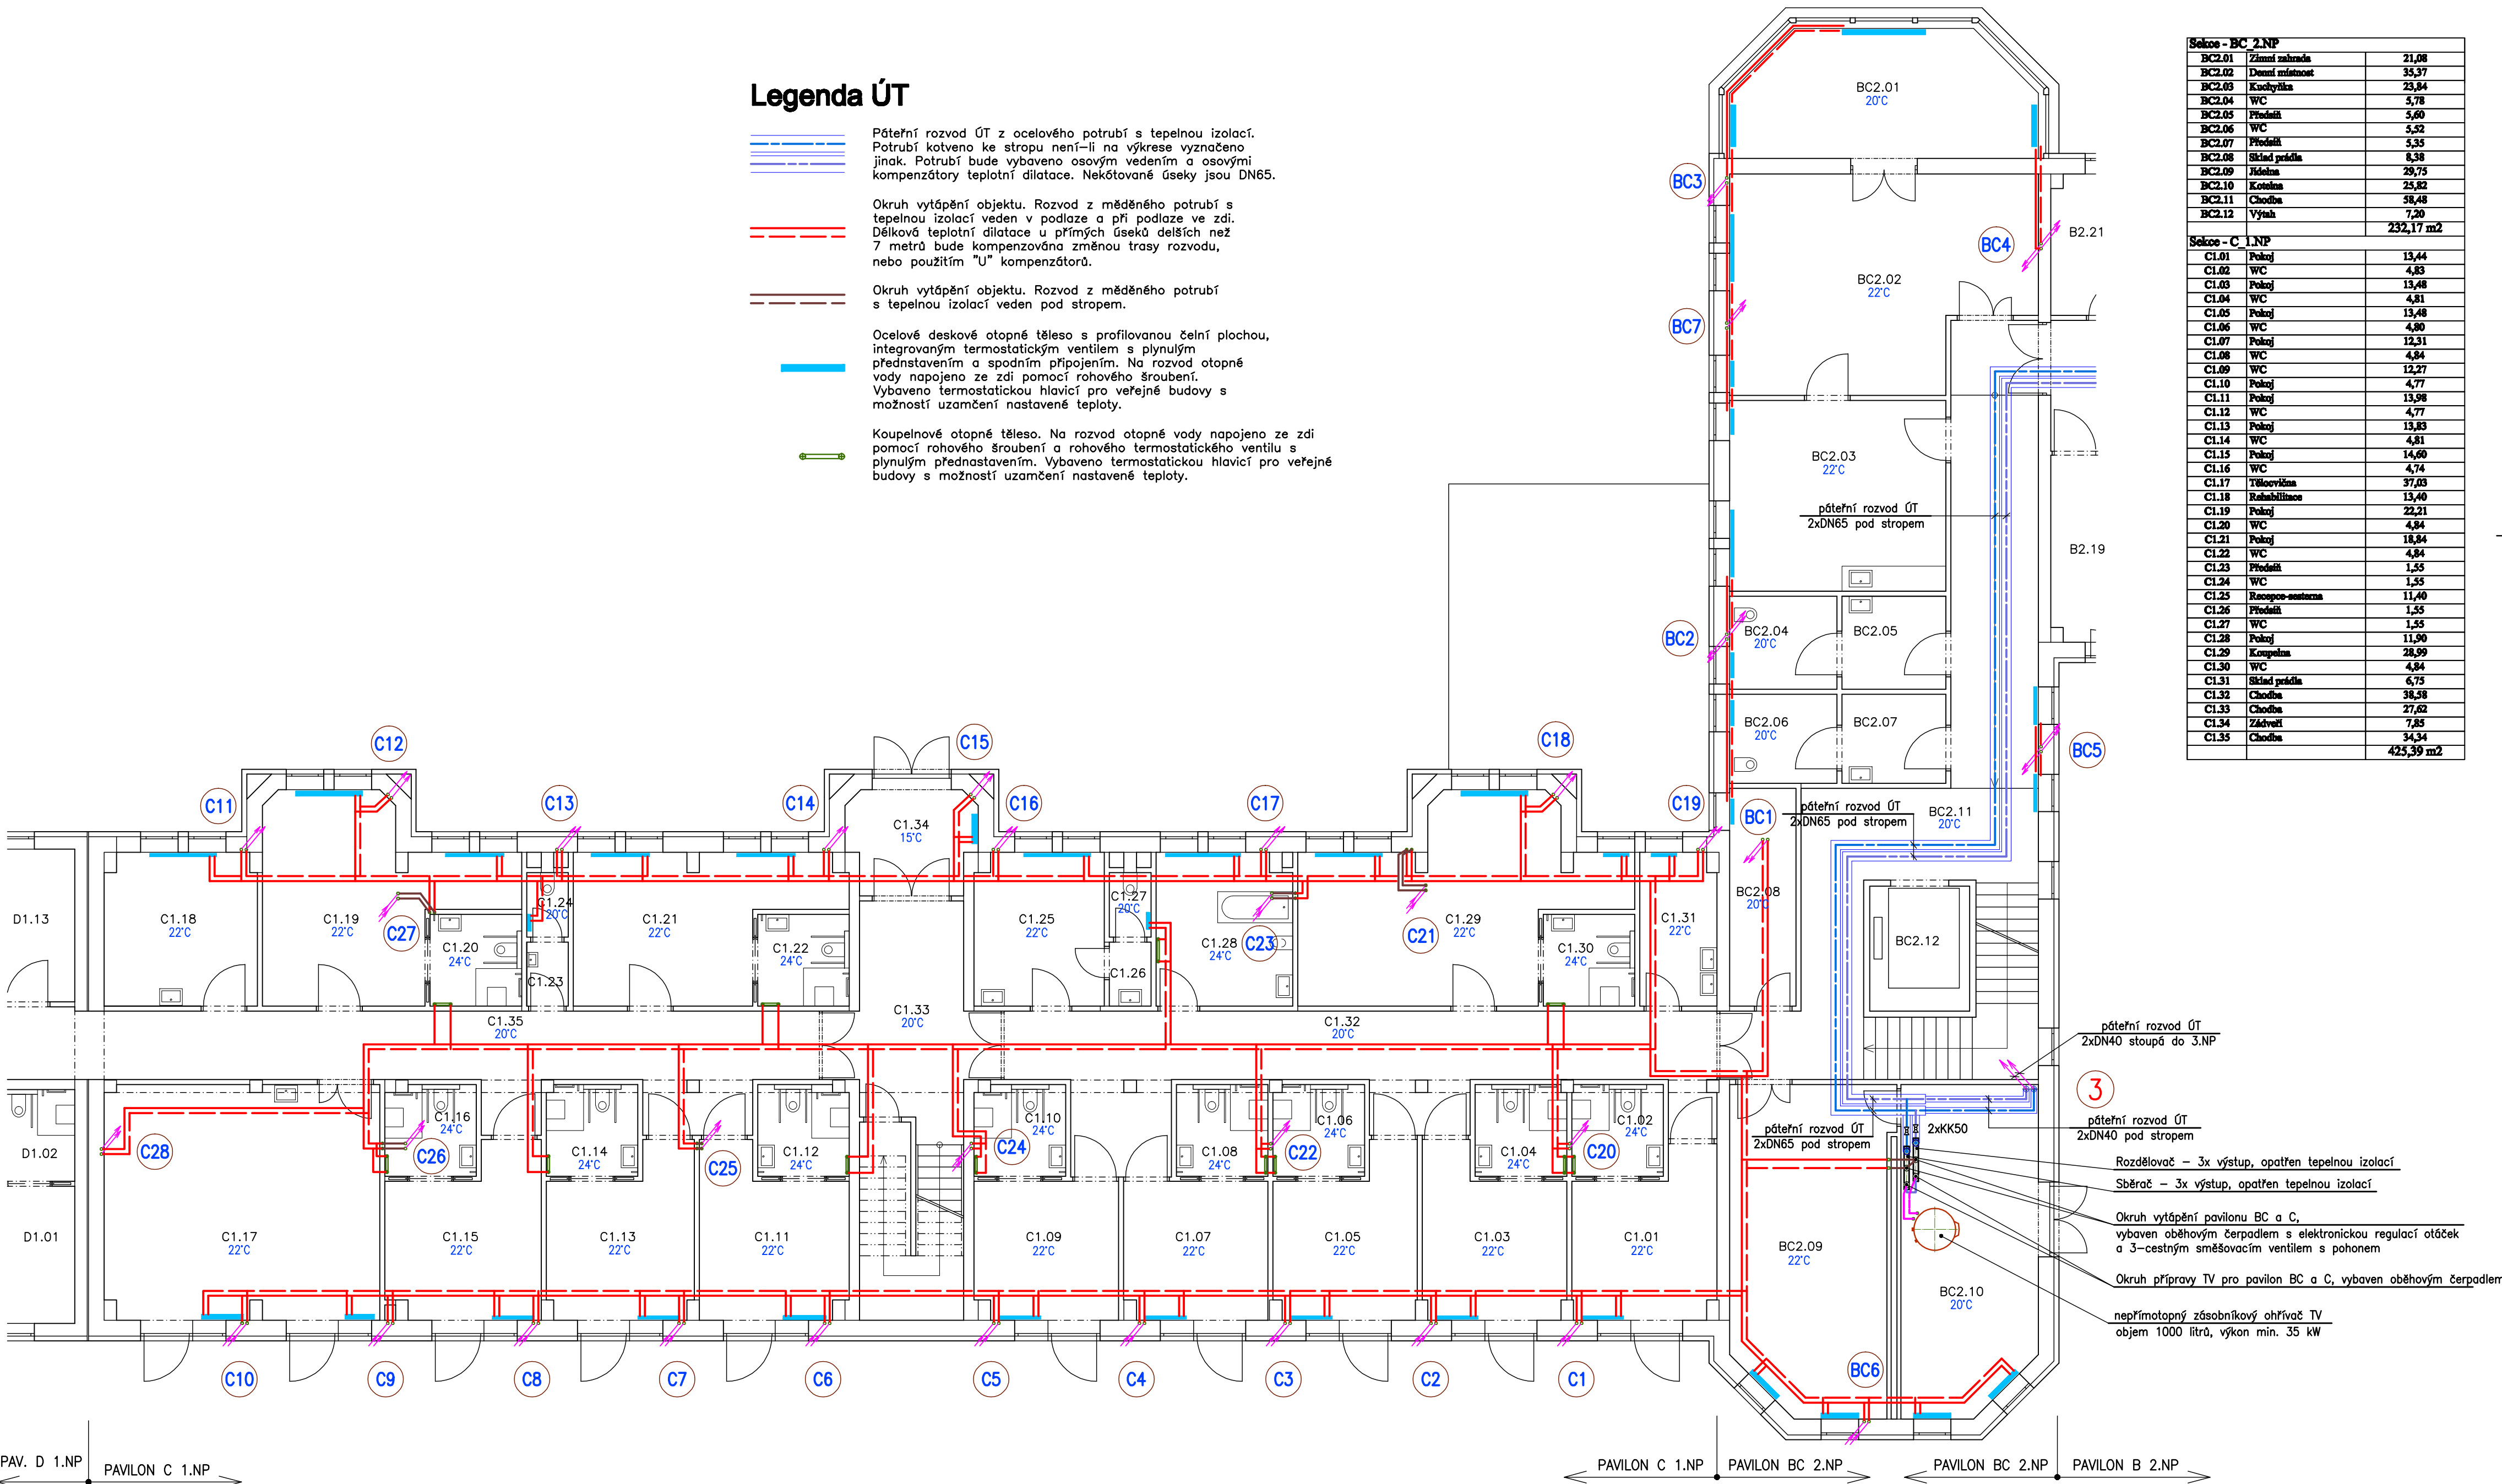 Legenda ÚT
Páteřní rozvod ÚT z ocelového potrubí s tepelnou izolací.
Potrubí kotveno ke stropu není–li na výkrese vyznačeno
jinak. Potrubí bude vybaveno osovým vedením a osovými
kompenzátory teplotní dilatace. Nekótované úseky jsou DN65.
Okruh vytápění objektu. Rozvod z měděného potrubí s
tepelnou izolací veden v podlaze a při podlaze ve zdi.
Délková teplotní dilatace u přímých úseků delších než
7 metrů bude kompenzována změnou trasy rozvodu,
nebo použitím "U" kompenzátorů.
Okruh vytápění objektu. Rozvod z měděného potrubí
s tepelnou izolací veden pod stropem.
Ocelové deskové otopné těleso s profilovanou čelní plochou,
integrovaným termostatickým ventilem s plynulým
přednstavením a spodním připojením. Na rozvod otopné
vody napojeno ze zdi pomocí rohového šroubení.
Vybaveno termostatickou hlavicí pro veřejné budovy s
možností uzamčení nastavené teploty.
Koupelnové otopné těleso. Na rozvod otopné vody napojeno ze zdi
pomocí rohového šroubení a rohového termostatického ventilu s
plynulým přednastavením. Vybaveno termostatickou hlavicí pro veřejné
budovy s možností uzamčení nastavené teploty.
Sekce - BC_2.NP
BC2.01 Zimní zahrada 21,08
BC2.02 Denní místnost 35,37
BC2.03 Kuchyňka 23,84
BC2.04 WC 5,78
BC2.05 Předsíň 5,60
BC2.06 WC 5,52
BC2.07 Předsíň 5,35
BC2.08 Sklad prádla 8,38
BC2.09 Jídelna 29,75
BC2.10 Kotelna 25,82
BC2.11 Chodba 58,48
BC2.12 Výtah 7,20
232,17 m2
Sekce - C_1.NP
C1.01 Pokoj 13,44
C1.02 WC 4,83
C1.03 Pokoj 13,48
C1.04 WC 4,81
C1.05 Pokoj 13,48
C1.06 WC 4,80
C1.07 Pokoj 12,31
C1.08 WC 4,84
C1.09 WC 12,27
C1.10 Pokoj 4,77
C1.11 Pokoj 13,98
C1.12 WC 4,77
C1.13 Pokoj 13,83
C1.14 WC 4,81
C1.15 Pokoj 14,60
C1.16 WC 4,74
C1.17 Tělocvična 37,03
C1.18 Rehabilitace 13,40
C1.19 Pokoj 22,21
C1.20 WC 4,84
C1.21 Pokoj 18,84
C1.22 WC 4,84
C1.23 Předsíň 1,55
C1.24 WC 1,55
C1.25 Recepce-sesterna 11,40
C1.26 Předsíň 1,55
C1.27 WC 1,55
C1.28 Pokoj 11,90
C1.29 Koupelna 28,99
C1.30 WC 4,84
C1.31 Sklad prádla 6,75
C1.32 Chodba 38,58
C1.33 Chodba 27,62
C1.34 Zádveří 7,85
C1.35 Chodba 34,34
425,39 m2
BC2.01
20°C
BC3
BC4
B2.21
BC2.02
22°C
BC7
BC2.03
22°C
páteřní rozvod ÚT
2xDN65 pod stropem
B2.19
BC2
BC2.04
20°C
BC2.05
BC2.06
20°C
BC2.07
BC5
C12
C15
C18
C11
C13
C14
C16
C17
C19
BC1
páteřní rozvod ÚT
2xDN65 pod stropem
BC2.11
20°C
C1.34
15°C
D1.13
C1.18
22°C
C1.19
22°C
C27
C1.20
24°C
C1.24
20°C
C1.23
C1.21
22°C
C1.22
24°C
C1.25
22°C
C1.27
20°C
C1.26
C1.28
24°C
C23
C21
C1.29
22°C
C1.30
24°C
C1.31
22°C
BC2.08
20°C
BC2.12
C1.35
20°C
C1.33
20°C
C1.32
20°C
páteřní rozvod ÚT
2xDN40 stoupá do 3.NP
3
páteřní rozvod ÚT
2xDN65 pod stropem
2xKK50
páteřní rozvod ÚT
2xDN40 pod stropem
D1.02
C28
C1.16
24°C
C26
C1.14
24°C
C25
C1.12
24°C
C24
C1.10
24°C
C1.08
24°C
C22
C1.06
24°C
C1.04
24°C
C20
C1.02
24°C
Rozdělovač – 3x výstup, opatřen tepelnou izolací
Sběrač – 3x výstup, opatřen tepelnou izolací
Okruh vytápění pavilonu BC a C,
vybaven oběhovým čerpadlem s elektronickou regulací otáček
a 3–cestným směšovacím ventilem s pohonem
Okruh přípravy TV pro pavilon BC a C, vybaven oběhovým čerpadlem
nepřímotopný zásobníkový ohřívač TV
objem 1000 litrů, výkon min. 35 kW
D1.01
C1.17
22°C
C1.15
22°C
C1.13
22°C
C1.11
22°C
C1.09
22°C
C1.07
22°C
C1.05
22°C
C1.03
22°C
C1.01
22°C
BC2.09
22°C
BC2.10
20°C
C10
C9
C8
C7
C6
C5
C4
C3
C2
C1
BC6
PAV. D 1.NP
PAVILON C 1.NP
PAVILON C 1.NP
PAVILON BC 2.NP
PAVILON BC 2.NP
PAVILON B 2.NP